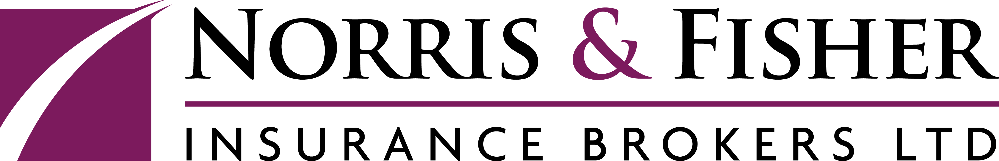 NORRIS & FISHER
INSURANCE BROKERS LTD